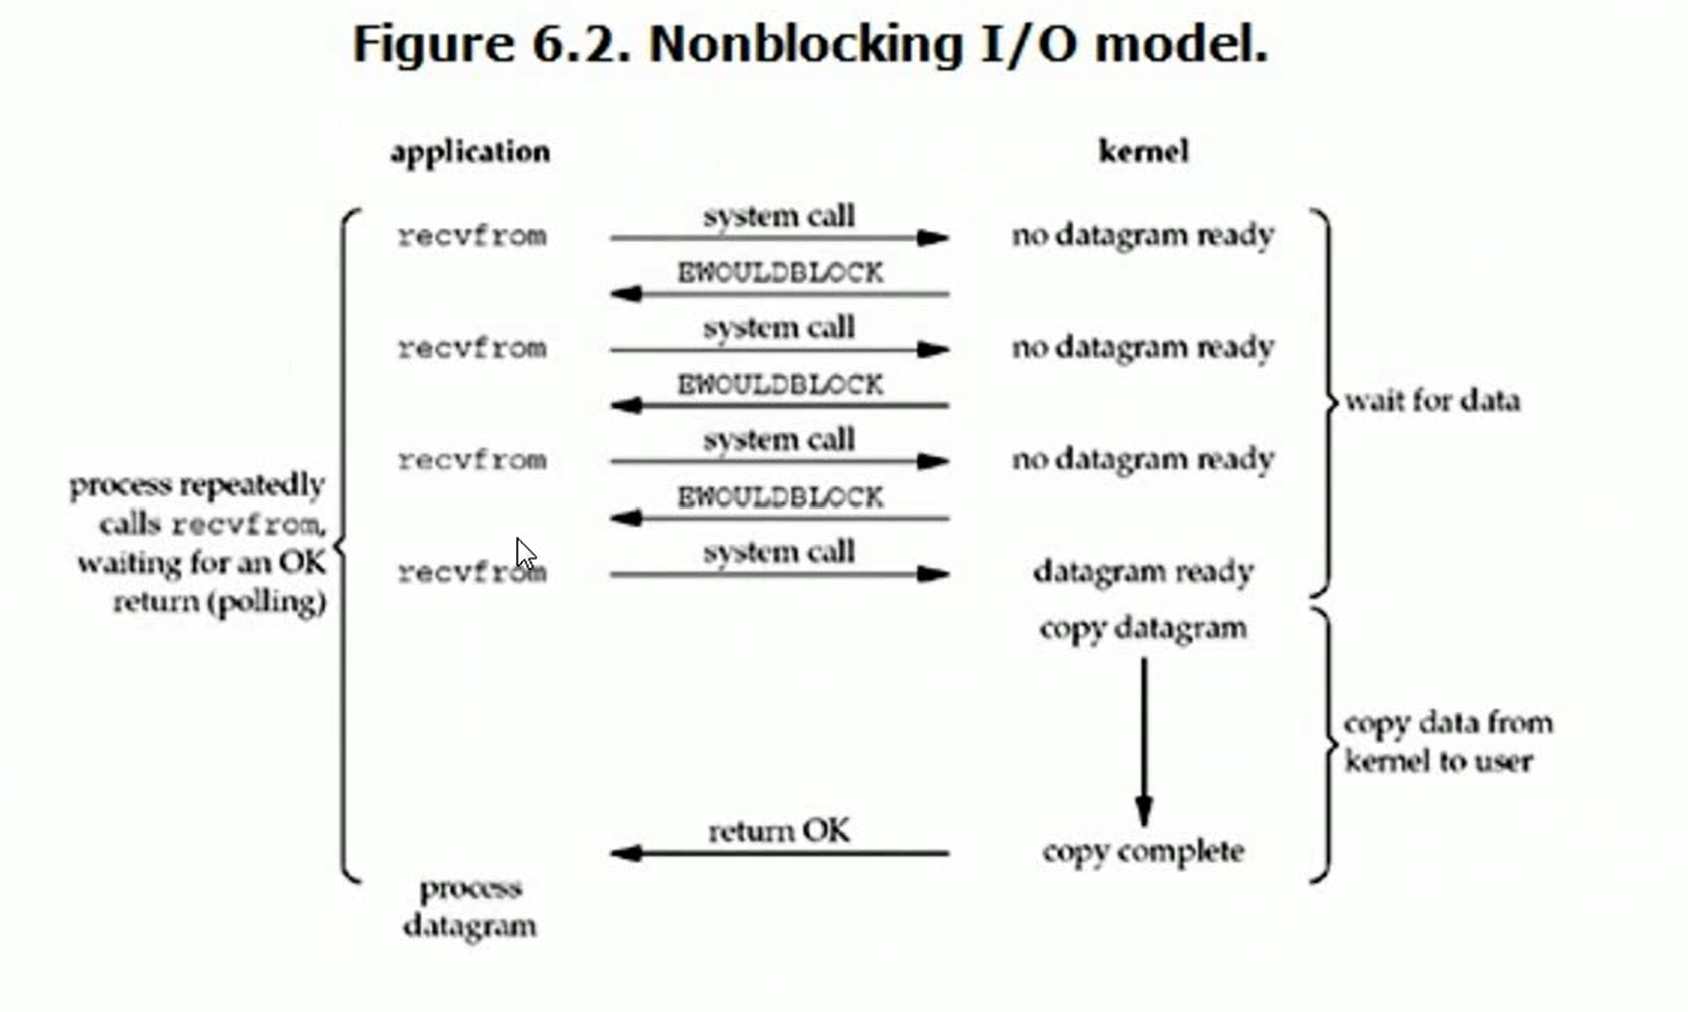 Figure 6.2. Nonblocking I/O model.
application
kernel
recvfrom
system call
no datagram ready
EWOULDBLOCK
recvfrom
system call
no datagram ready
EWOULDBLOCK
wait for data
recvfrom
system call
no datagram ready
EWOULDBLOCK
process repeatedly
calls recvfrom,
waiting for an OK
return (polling)
recvfrom
system call
datagram ready
copy datagram
copy data from
kernel to user
return OK
copy complete
process
datagram